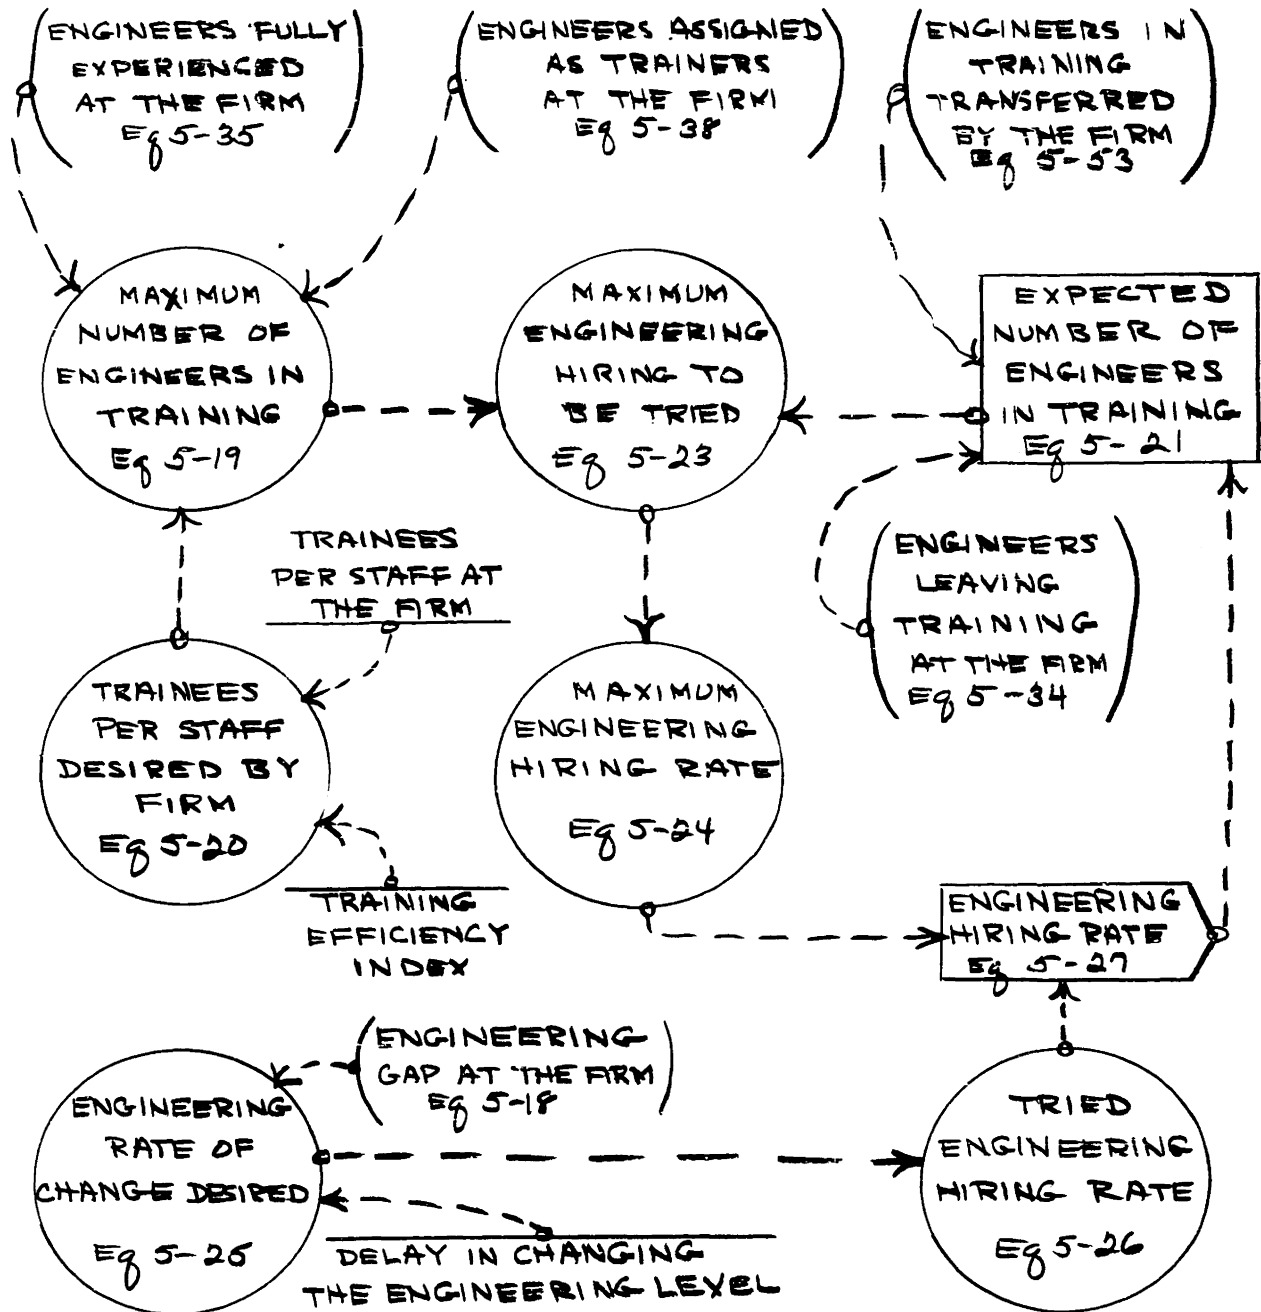 ENGINEERS FULLY
EXPERIENCED
AT THE FIRM
Eq 5-35
ENGINEERS ASSIGNED
AS TRAINERS
AT THE FIRM
Eq 5-38
ENGINEERS IN
TRAINING
TRANSFERRED
BY THE FIRM
Eq 5-53
MAXIMUM
NUMBER OF
ENGINEERS IN
TRAINING
Eq 5-19
MAXIMUM
ENGINEERING
HIRING TO
BE TRIED
Eq 5-23
EXPECTED
NUMBER OF
ENGINEERS
IN TRAINING
Eq 5-21
TRAINEES
PER STAFF AT
THE FIRM
ENGINEERS
LEAVING
TRAINING
AT THE FIRM
Eq 5-34
TRAINEES
PER STAFF
DESIRED BY
FIRM
Eq 5-20
MAXIMUM
ENGINEERING
HIRING RATE
Eq 5-24
TRAINING
EFFICIENCY
INDEX
ENGINEERING
HIRING RATE
Eq 5-27
ENGINEERING
GAP AT THE FIRM
Eq 5-18
ENGINEERING
RATE OF
CHANGE DESIRED
Eq 5-25
TRIED
ENGINEERING
HIRING RATE
Eq 5-26
DELAY IN CHANGING
THE ENGINEERING LEVEL